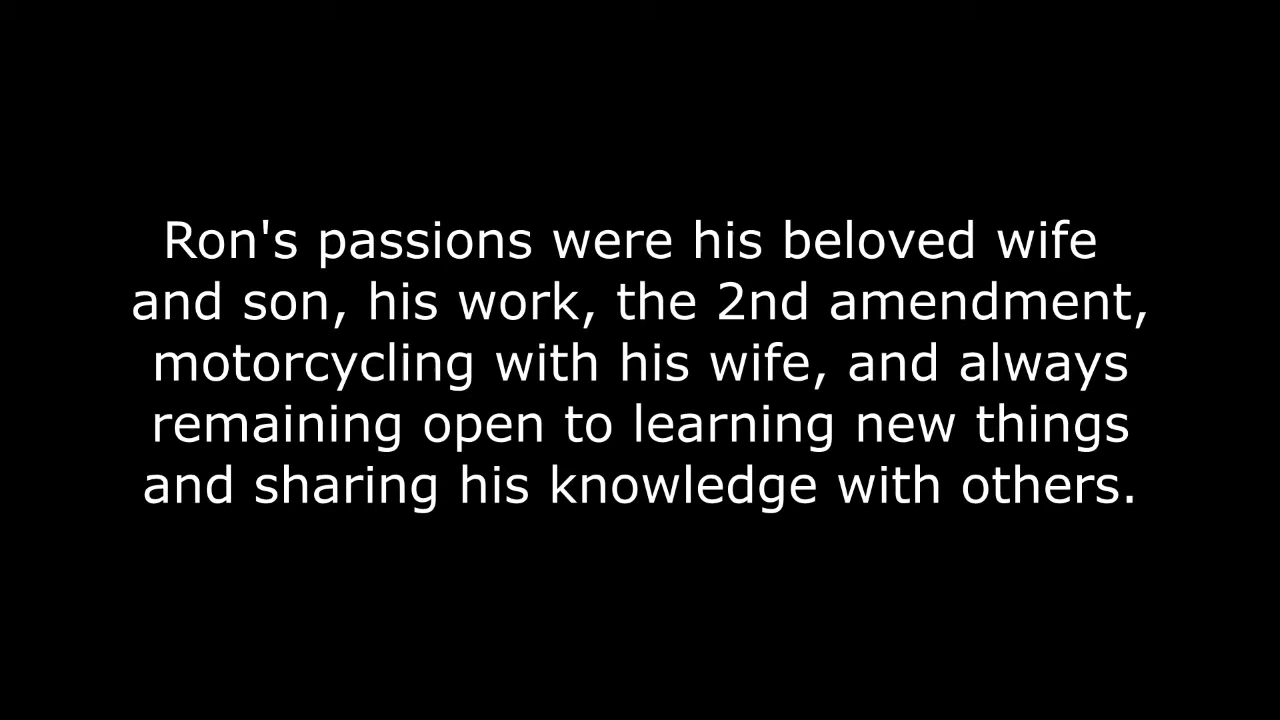 Ron's passions were his beloved wife
and son, his work, the 2nd amendment,
motorcycling with his wife, and always
remaining open to learning new things
and sharing his knowledge with others.